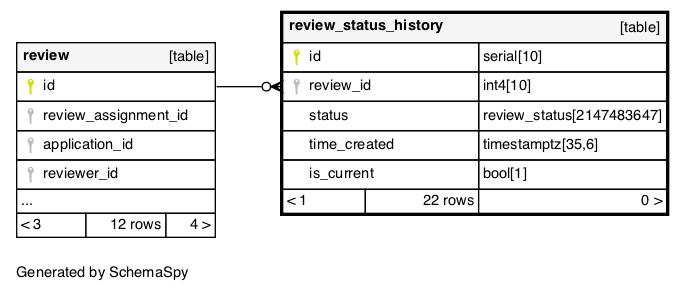 review [table]
id
review_assignment_id
application_id
reviewer_id
...
< 3 12 rows 4 >
review_status_history [table]
id serial[10]
review_id int4[10]
status review_status[2147483647]
time_created timestamptz[35,6]
is_current bool[1]
< 1 22 rows 0 >
Generated by SchemaSpy